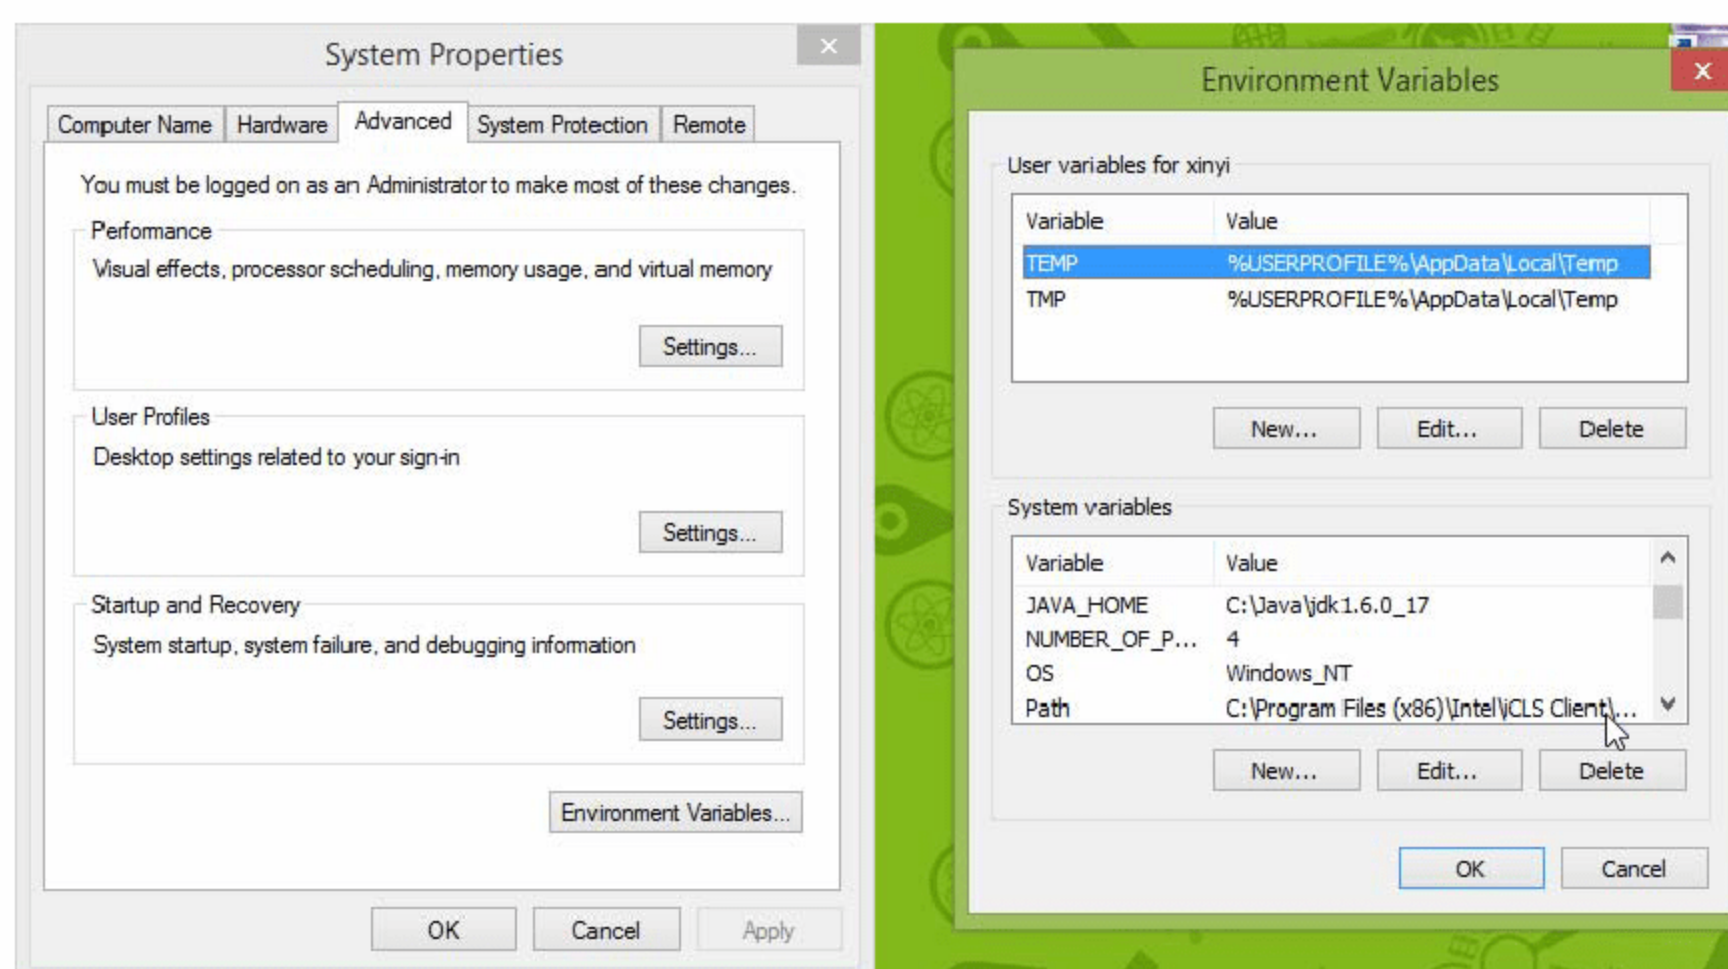 System Properties
Computer Name
Hardware
Advanced
System Protection
Remote
You must be logged on as an Administrator to make most of these changes.
Performance
Visual effects, processor scheduling, memory usage, and virtual memory
Settings...
User Profiles
Desktop settings related to your sign-in
Settings...
Startup and Recovery
System startup, system failure, and debugging information
Settings...
Environment Variables...
OK
Cancel
Apply
Environment Variables
User variables for xinyi
Variable Value
TEMP %USERPROFILE%\AppData\Local\Temp
TMP %USERPROFILE%\AppData\Local\Temp
New...
Edit...
Delete
System variables
Variable Value
JAVA_HOME C:\Java\jdk1.6.0_17
NUMBER_OF_P... 4
OS Windows_NT
Path C:\Program Files (x86)\Intel\iCLS Client\...
New...
Edit...
Delete
OK
Cancel